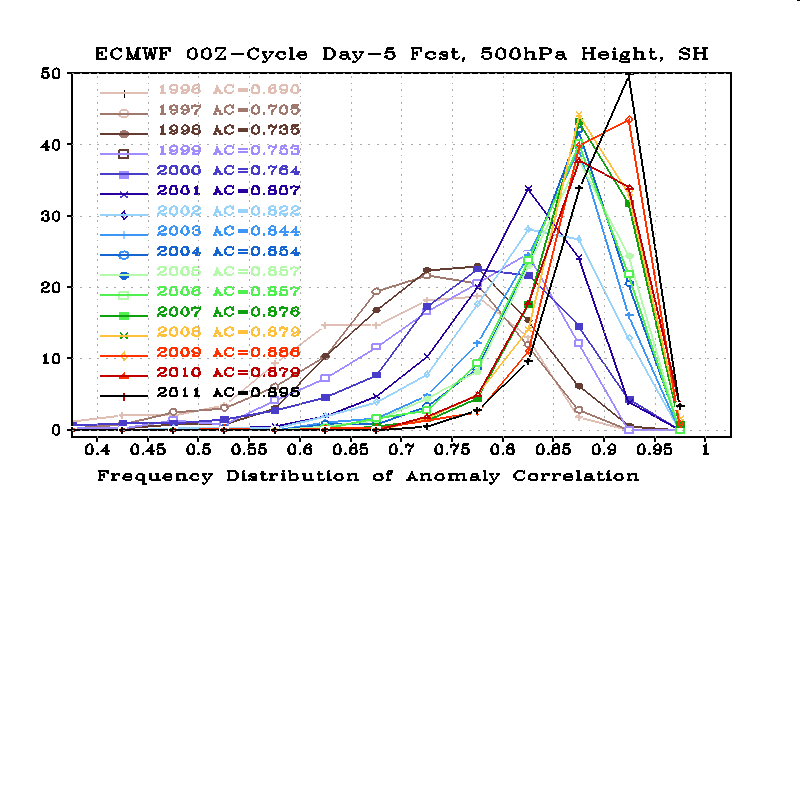 ECMWF 00Z-Cycle Day-5 Fcst, 500hPa Height, SH
50
40
30
20
10
0
1996 AC=0.690
1997 AC=0.705
1998 AC=0.735
1999 AC=0.753
2000 AC=0.764
2001 AC=0.807
2002 AC=0.822
2003 AC=0.844
2004 AC=0.854
2005 AC=0.857
2006 AC=0.857
2007 AC=0.876
2008 AC=0.879
2009 AC=0.886
2010 AC=0.879
2011 AC=0.895
0.4 0.45 0.5 0.55 0.6 0.65 0.7 0.75 0.8 0.85 0.9 0.95 1
Frequency Distribution of Anomaly Correlation